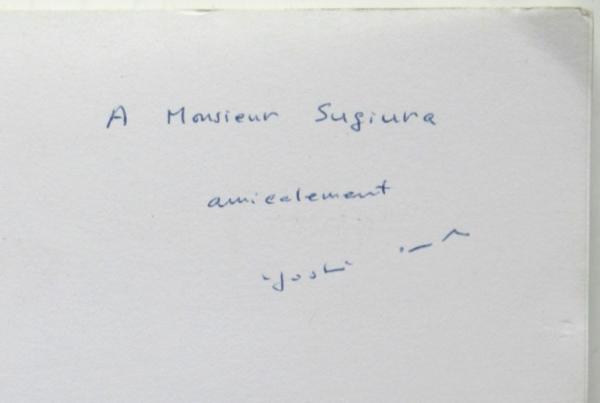 A Monsieur Sugiura
amicalement